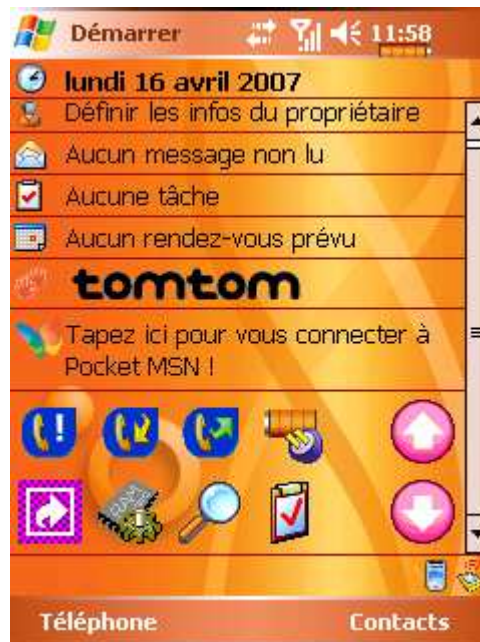 Démarrer 11:58
lundi 16 avril 2007
Définir les infos du propriétaire
Aucun message non lu
Aucune tâche
Aucun rendez-vous prévu
tomtom
Tapez ici pour vous connecter à
Pocket MSN !
Téléphone Contacts